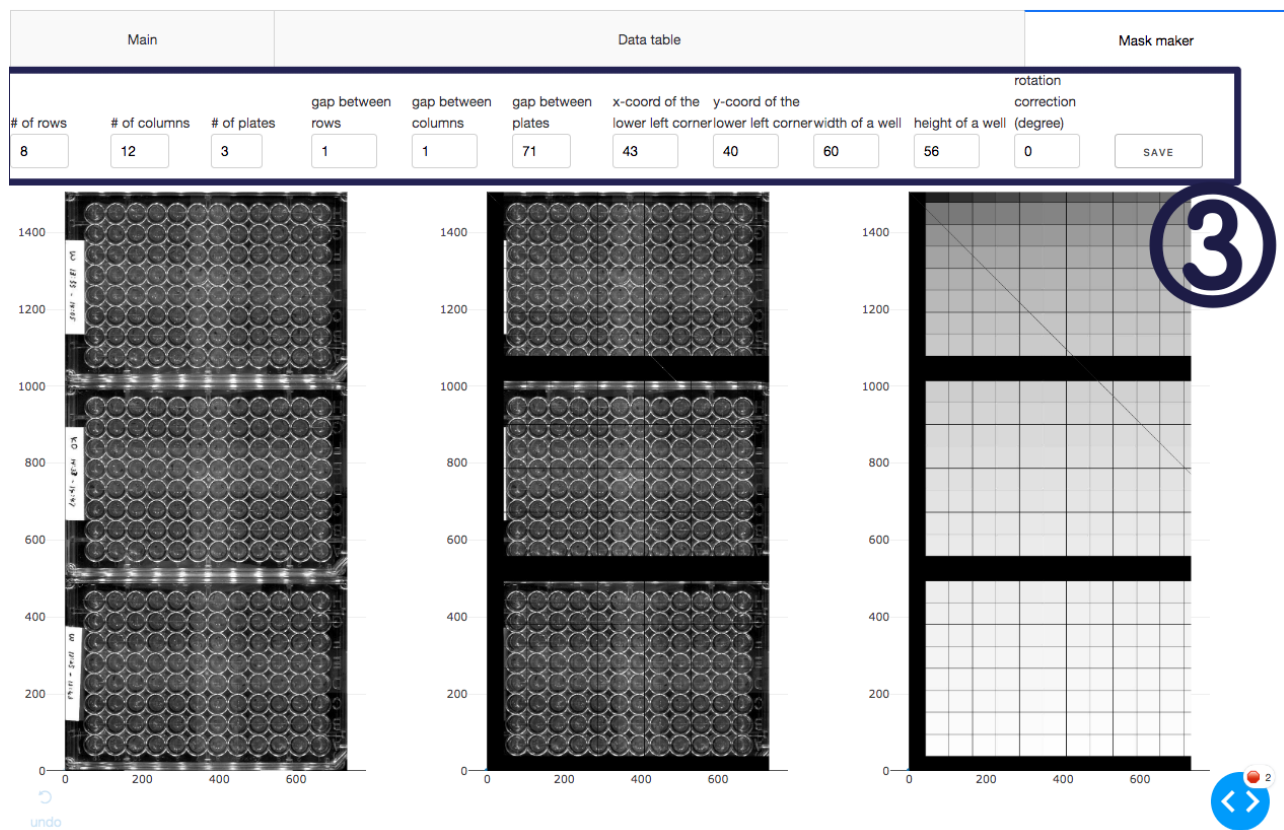 Main Data table Mask maker
# of rows # of columns # of plates gap between rows gap between columns gap between plates x-coord of the lower left corner y-coord of the lower left corner width of a well height of a well rotation correction (degree)
8 12 3 1 1 71 43 40 60 56 0 SAVE
3
1400 1400 1400
1200 1200 1200
1000 1000 1000
800 800 800
600 600 600
400 400 400
200 200 200
0 0 0
0 200 400 600 0 200 400 600 0 200 400 600
undo
2